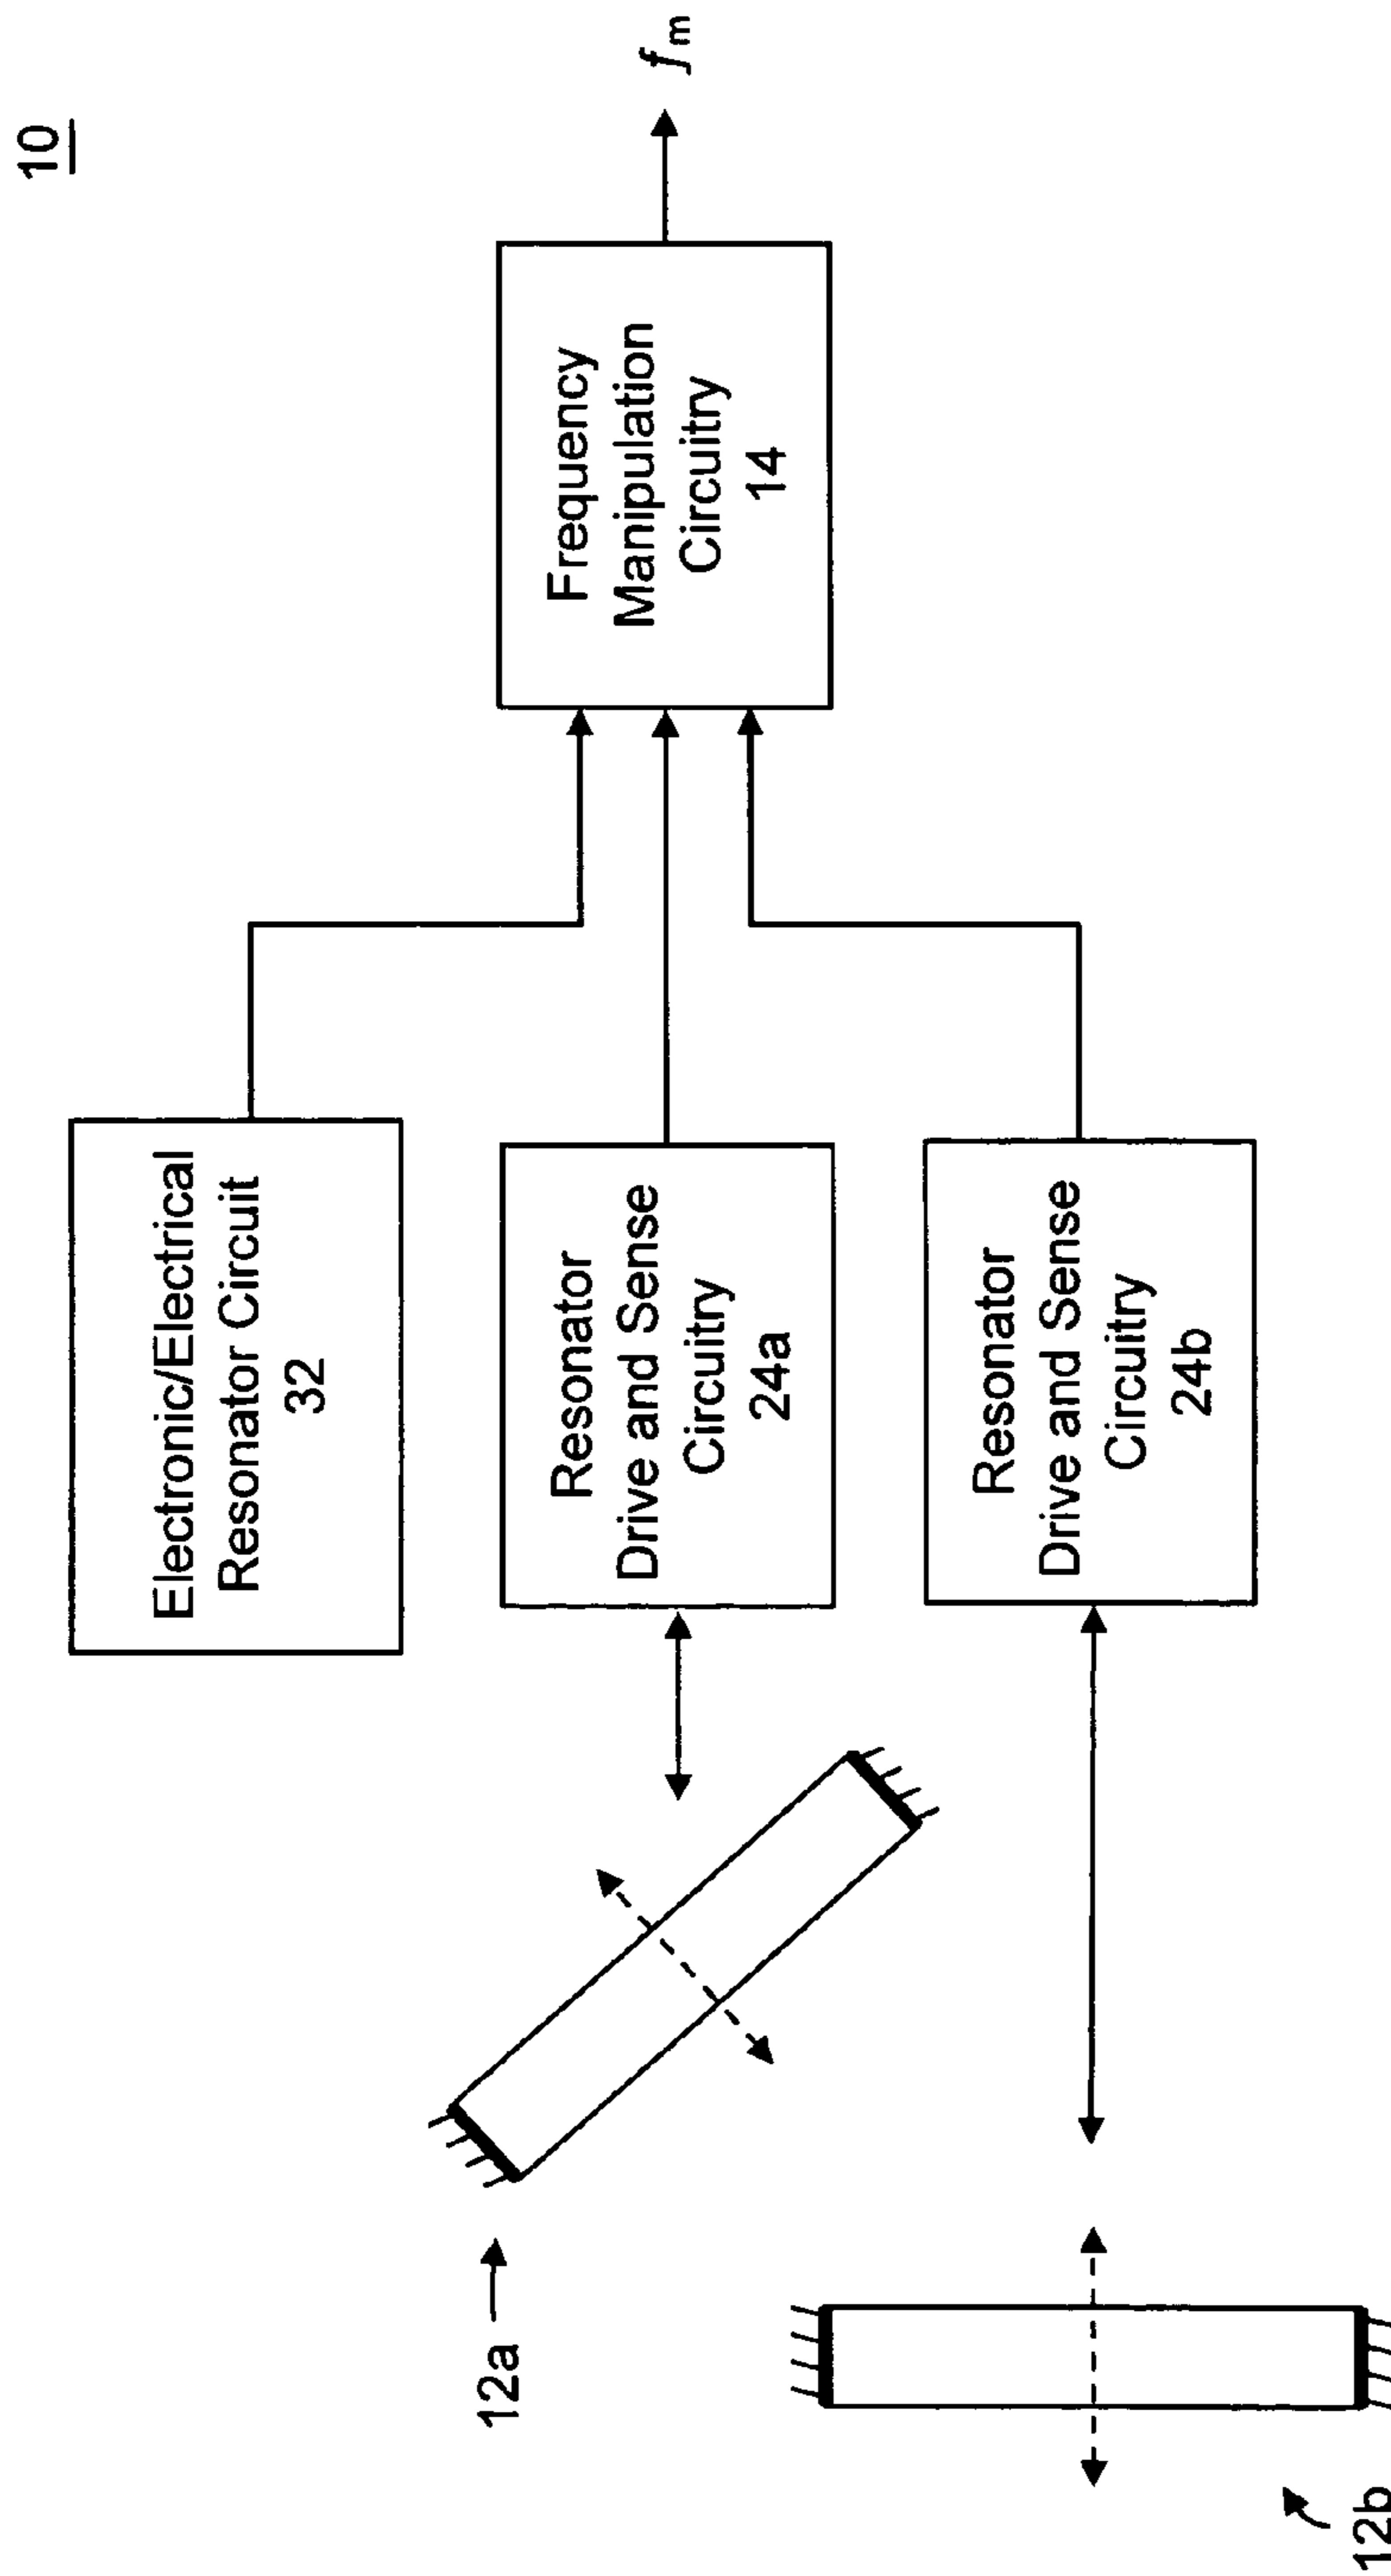 10
Electronic/Electrical
Resonator Circuit
32
12a
Resonator
Drive and Sense
Circuitry
24a
Frequency
Manipulation
Circuitry
14
fm
12b
Resonator
Drive and Sense
Circuitry
24b